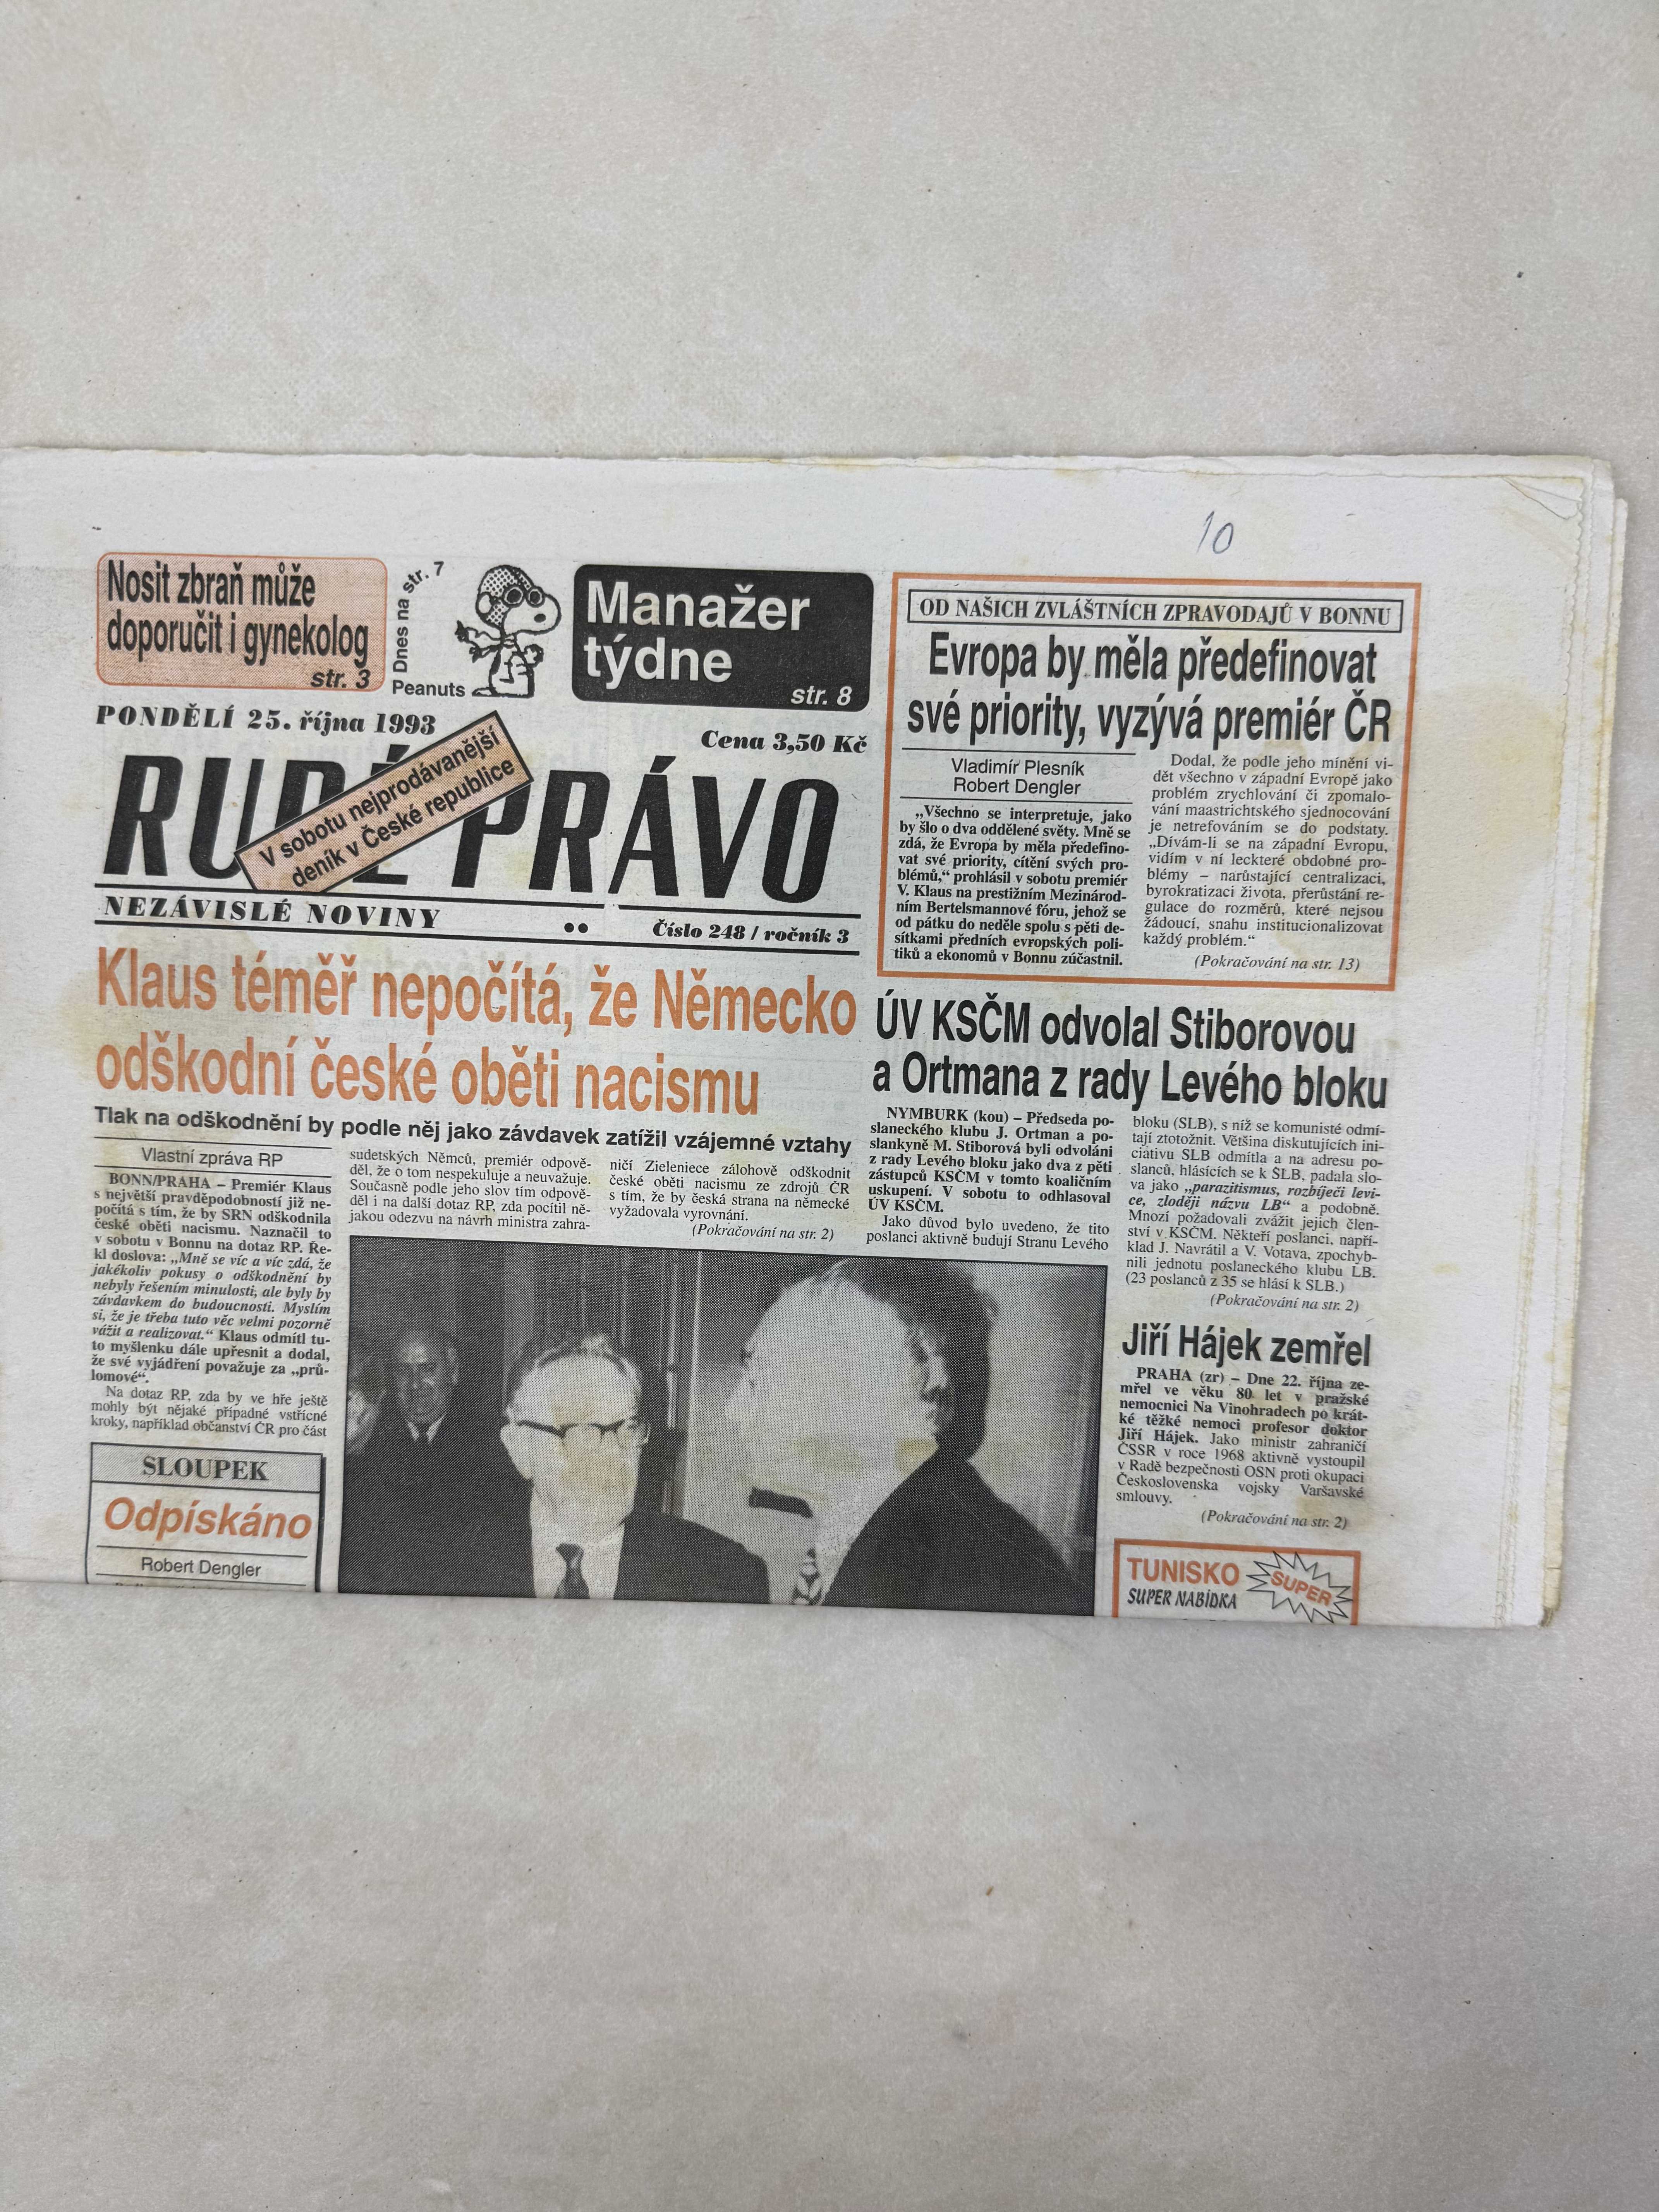 10
Nosit zbraň může
doporučit i gynekolog
str. 3
Dnes na str. 7
Peanuts
Manažer
týdne
str. 8
PONDĚLÍ 25. října 1993
Cena 3,50 Kč
RUDÉ PRÁVO
V sobotu nejprodávanější
deník v České republice
NEZÁVISLÉ NOVINY
Číslo 248 / ročník 3
OD NAŠICH ZVLÁŠTNÍCH ZPRAVODAJŮ V BONNU
Evropa by měla předefinovat
své priority, vyzývá premiér ČR
Vladimír Plesník
Robert Dengler
„Všechno se interpretuje, jako
by šlo o dva oddělené světy. Mně se
zdá, že Evropa by měla předefino-
vat své priority, cítění svých pro-
blémů,“ prohlásil v sobotu premiér
V. Klaus na prestižním Mezinárod-
ním Bertelsmannově fóru, jehož se
od pátku do neděle spolu s pěti de-
sítkami předních evropských poli-
tiků a ekonomů v Bonnu zúčastnil.
Dodal, že podle jeho mínění vi-
dět všechno v západní Evropě jako
problém zrychlování či zpomalo-
vání maastrichtského sjednocování
je netrefováním se do podstaty.
„Dívám-li se na západní Evropu,
vidím v ní leckteré obdobné pro-
blémy – narůstající centralizaci,
byrokratizaci života, přerůstání re-
gulace do rozměrů, které nejsou
žádoucí, snahu institucionalizovat
každý problém.“
(Pokračování na str. 13)
Klaus téměř nepočítá, že Německo
odškodní české oběti nacismu
Tlak na odškodnění by podle něj jako závdavek zatížil vzájemné vztahy
Vlastní zpráva RP
BONN/PRAHA – Premiér Klaus
s největší pravděpodobností již ne-
počítá s tím, že by SRN odškodnila
české oběti nacismu. Naznačil to
v sobotu v Bonnu na dotaz RP. Ře-
kl doslova: „Mně se víc a víc zdá, že
jakékoliv pokusy o odškodnění by
nebyly řešením minulosti, ale byly by
závdavkem do budoucnosti. Myslím
si, že je třeba tuto věc velmi pozorně
vážit a realizovat.“ Klaus odmítl tu-
to myšlenku dále upřesnit a dodal,
že své vyjádření považuje za „prů-
lomové“.
Na dotaz RP, zda by ve hře ještě
mohly být nějaké případné vstřícné
kroky, například občanství ČR pro část
sudetských Němců, premiér odpově-
děl, že o tom nespekuluje a neuvažuje.
Současně podle jeho slov tím odpově-
děl i na další dotaz RP, zda pocítil ně-
jakou odezvu na návrh ministra zahra-
ničí Zieleniece zálohově odškodnit
české oběti nacismu ze zdrojů ČR
s tím, že by česká strana na německé
vyžadovala vyrovnání.
(Pokračování na str. 2)
ÚV KSČM odvolal Stiborovou
a Ortmana z rady Levého bloku
NYMBURK (kou) – Předseda po-
slaneckého klubu J. Ortman a po-
slankyně M. Stiborová byli odvoláni
z rady Levého bloku jako dva z pěti
zástupců KSČM v tomto koaličním
uskupení. V sobotu to odhlasoval
ÚV KSČM.
Jako důvod bylo uvedeno, že tito
poslanci aktivně budují Stranu Levého
bloku (SLB), s níž se komunisté odmí-
tají ztotožnit. Většina diskutujících ini-
ciativu SLB odmítla a na adresu po-
slanců, hlásících se k SLB, padala slo-
va jako „parazitismus, rozbíječi levi-
ce, zloději názvu LB“ a podobně.
Mnozí požadovali zvážit jejich člen-
ství v KSČM. Někteří poslanci, napří-
klad J. Navrátil a V. Votava, zpochyb-
nili jednotu poslaneckého klubu LB.
(23 poslanců z 35 se hlásí k SLB.)
(Pokračování na str. 2)
Jiří Hájek zemřel
PRAHA (zr) – Dne 22. října ze-
mřel ve věku 80 let v pražské
nemocnici Na Vinohradech po krát-
ké těžké nemoci profesor doktor
Jiří Hájek. Jako ministr zahraničí
ČSSR v roce 1968 aktivně vystoupil
v Radě bezpečnosti OSN proti okupaci
Československa vojsky Varšavské
smlouvy.
(Pokračování na str. 2)
SLOUPEK
Odpískáno
Robert Dengler
TUNISKO
SUPER NABÍDKA
SUPER